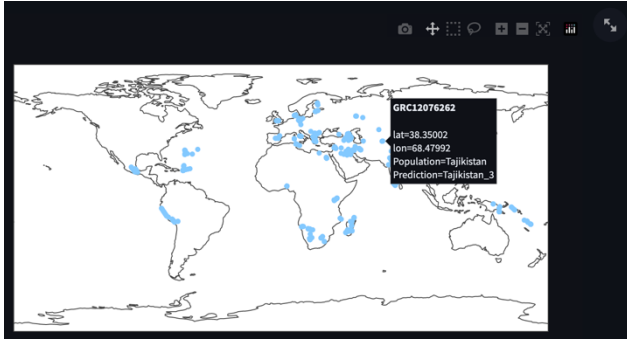 GRC12076262
lat=38.35002
lon=68.47992
Population=Tajikistan
Prediction=Tajikistan_3